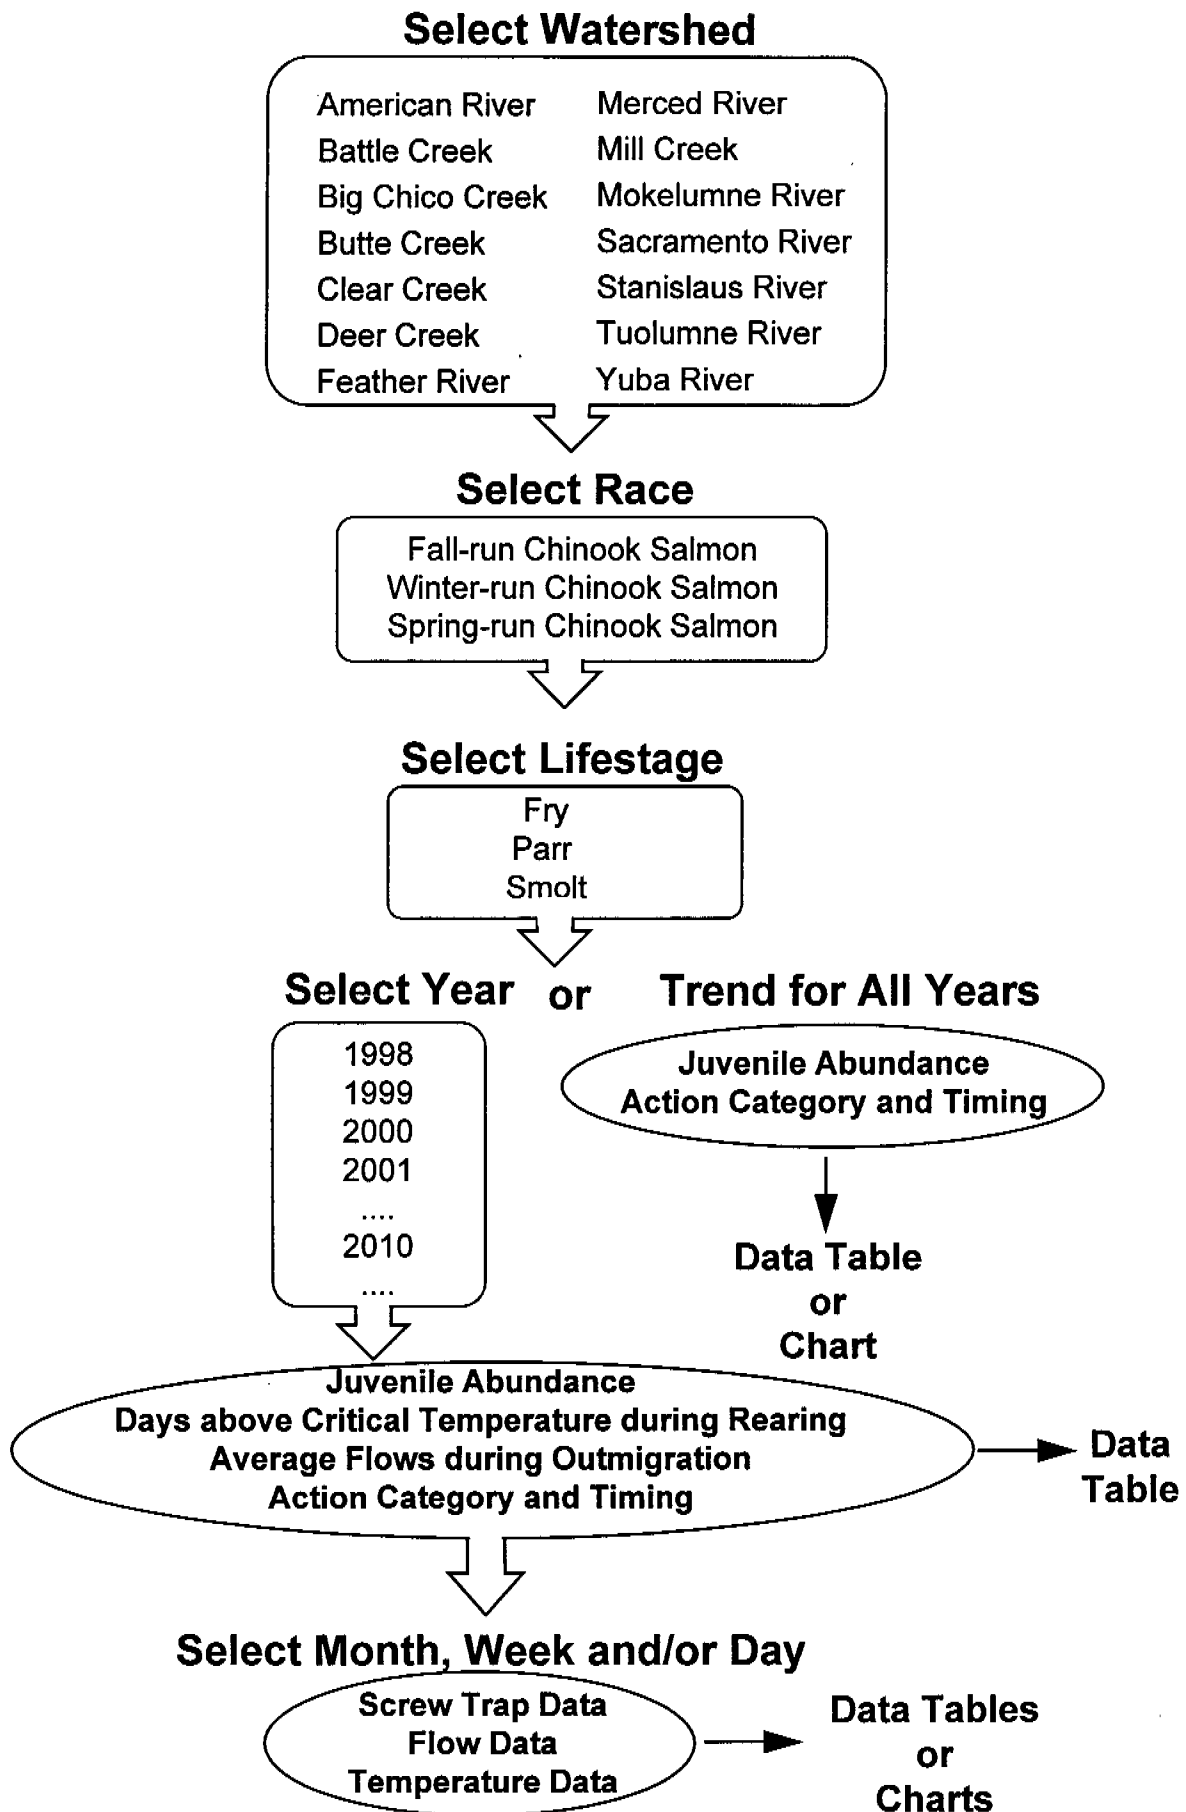 Select Watershed
American River
Battle Creek
Big Chico Creek
Butte Creek
Clear Creek
Deer Creek
Feather River
Merced River
Mill Creek
Mokelumne River
Sacramento River
Stanislaus River
Tuolumne River
Yuba River
Select Race
Fall-run Chinook Salmon
Winter-run Chinook Salmon
Spring-run Chinook Salmon
Select Lifestage
Fry
Parr
Smolt
Select Year or Trend for All Years
1998
1999
2000
2001
....
2010
....
Juvenile Abundance
Action Category and Timing
Data Table
or
Chart
Juvenile Abundance
Days above Critical Temperature during Rearing
Average Flows during Outmigration
Action Category and Timing
Data
Table
Select Month, Week and/or Day
Screw Trap Data
Flow Data
Temperature Data
Data Tables
or
Charts